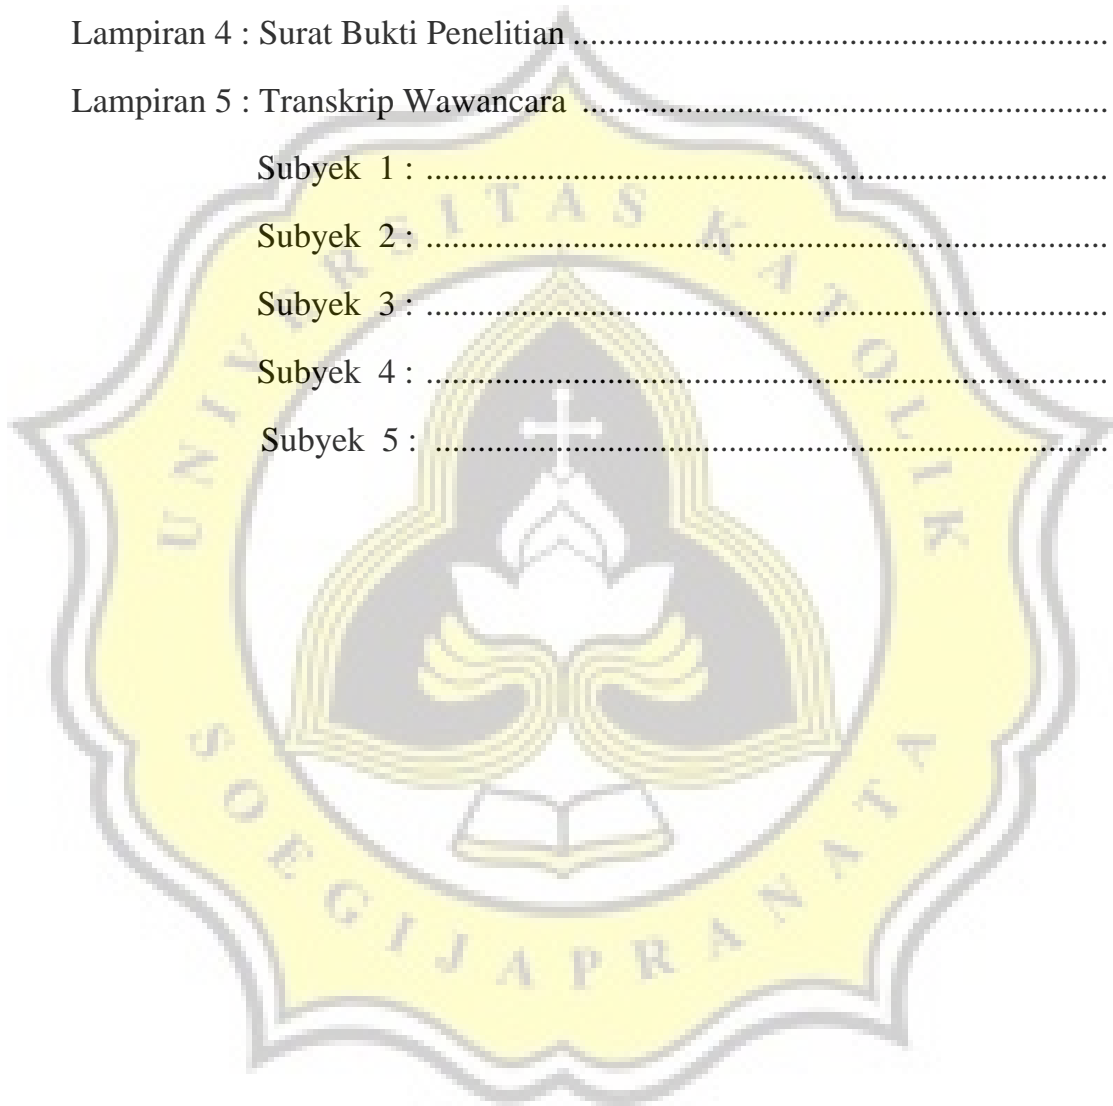 Lampiran 4 : Surat Bukti Penelitian ................................................................
Lampiran 5 : Transkrip Wawancara ...............................................................
Subyek 1 : ..................................................................................
Subyek 2 : ..................................................................................
Subyek 3 : ..................................................................................
Subyek 4 : ..................................................................................
Subyek 5 : .................................................................................
UNIVERSITAS KATOLIK
SOEGIJAPRANATA